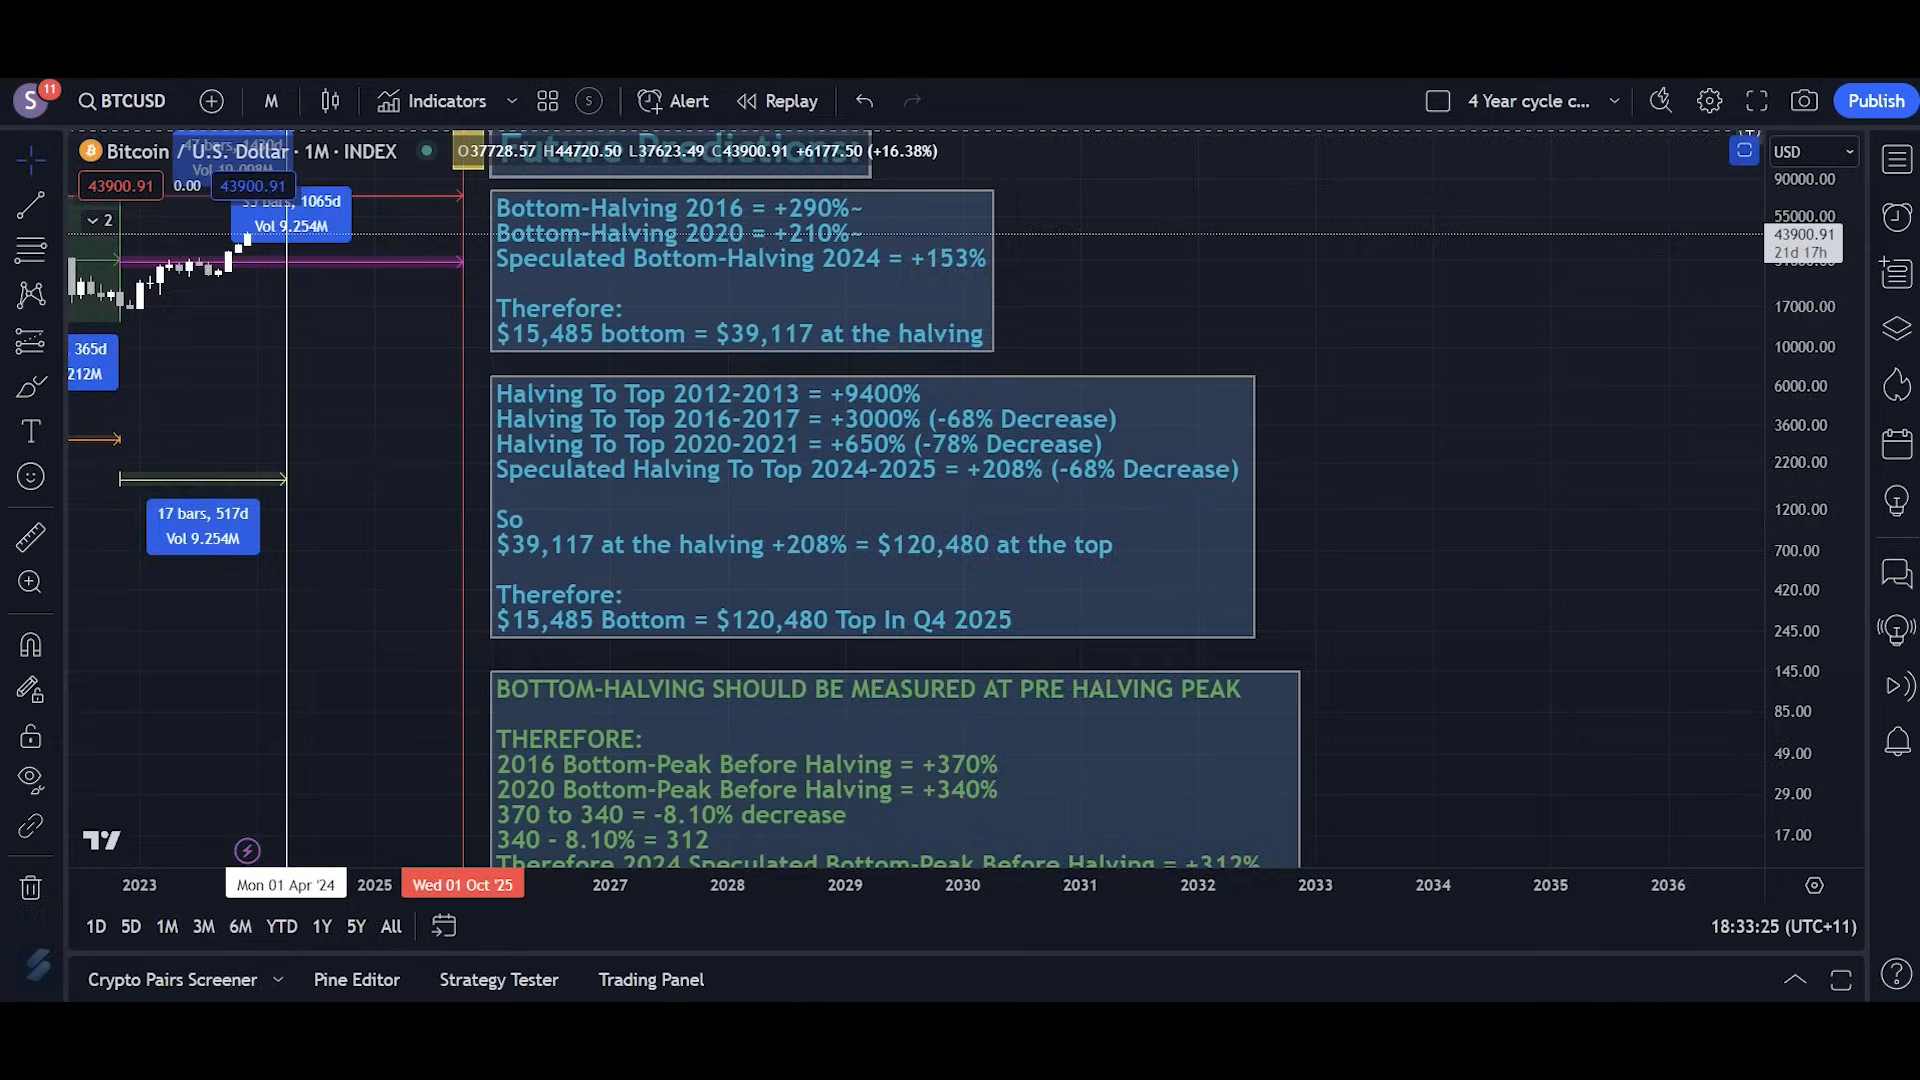 S
11
BTCUSD
M
Indicators
S
Alert
Replay
4 Year cycle c...
Publish
Future Predictions:
Bitcoin / U.S. Dollar · 1M · INDEX
O37728.57 H44720.50 L37623.49 C43900.91 +6177.50 (+16.38%)
USD
43900.91
0.00
43900.91
1065d
Vol 9.254M
2
365d
212M
17 bars, 517d
Vol 9.254M
Bottom-Halving 2016 = +290%~
Bottom-Halving 2020 = +210%~
Speculated Bottom-Halving 2024 = +153%
Therefore:
$15,485 bottom = $39,117 at the halving
Halving To Top 2012-2013 = +9400%
Halving To Top 2016-2017 = +3000% (-68% Decrease)
Halving To Top 2020-2021 = +650% (-78% Decrease)
Speculated Halving To Top 2024-2025 = +208% (-68% Decrease)
So
$39,117 at the halving +208% = $120,480 at the top
Therefore:
$15,485 Bottom = $120,480 Top In Q4 2025
BOTTOM-HALVING SHOULD BE MEASURED AT PRE HALVING PEAK
THEREFORE:
2016 Bottom-Peak Before Halving = +370%
2020 Bottom-Peak Before Halving = +340%
370 to 340 = -8.10% decrease
340 - 8.10% = 312
Therefore 2024 Speculated Bottom-Peak Before Halving = +312%
90000.00
55000.00
43900.91
21d 17h
17000.00
10000.00
6000.00
3600.00
2200.00
1200.00
700.00
420.00
245.00
145.00
85.00
49.00
29.00
17.00
2023
Mon 01 Apr '24
2025
Wed 01 Oct '25
2027
2028
2029
2030
2031
2032
2033
2034
2035
2036
1D 5D 1M 3M 6M YTD 1Y 5Y All
18:33:25 (UTC+11)
Crypto Pairs Screener
Pine Editor
Strategy Tester
Trading Panel